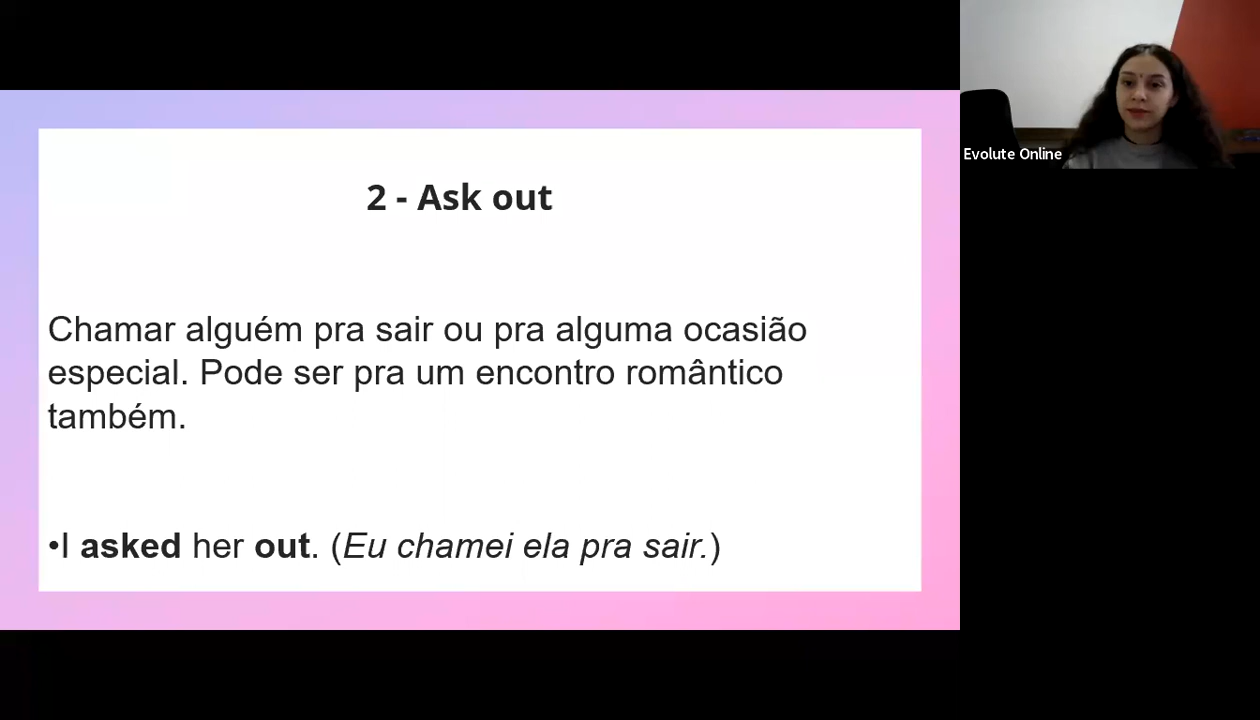 2 - Ask out
Chamar alguém pra sair ou pra alguma ocasião
especial. Pode ser pra um encontro romântico
também.
•I asked her out. (Eu chamei ela pra sair.)
Evolute Online